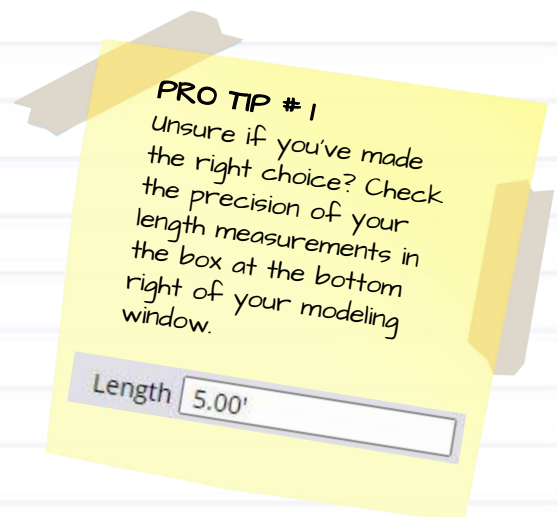 PRO TIP # 1
Unsure if you've made
the right choice? Check
the precision of your
length measurements in
the box at the bottom
right of your modeling
window.
Length 5.00'